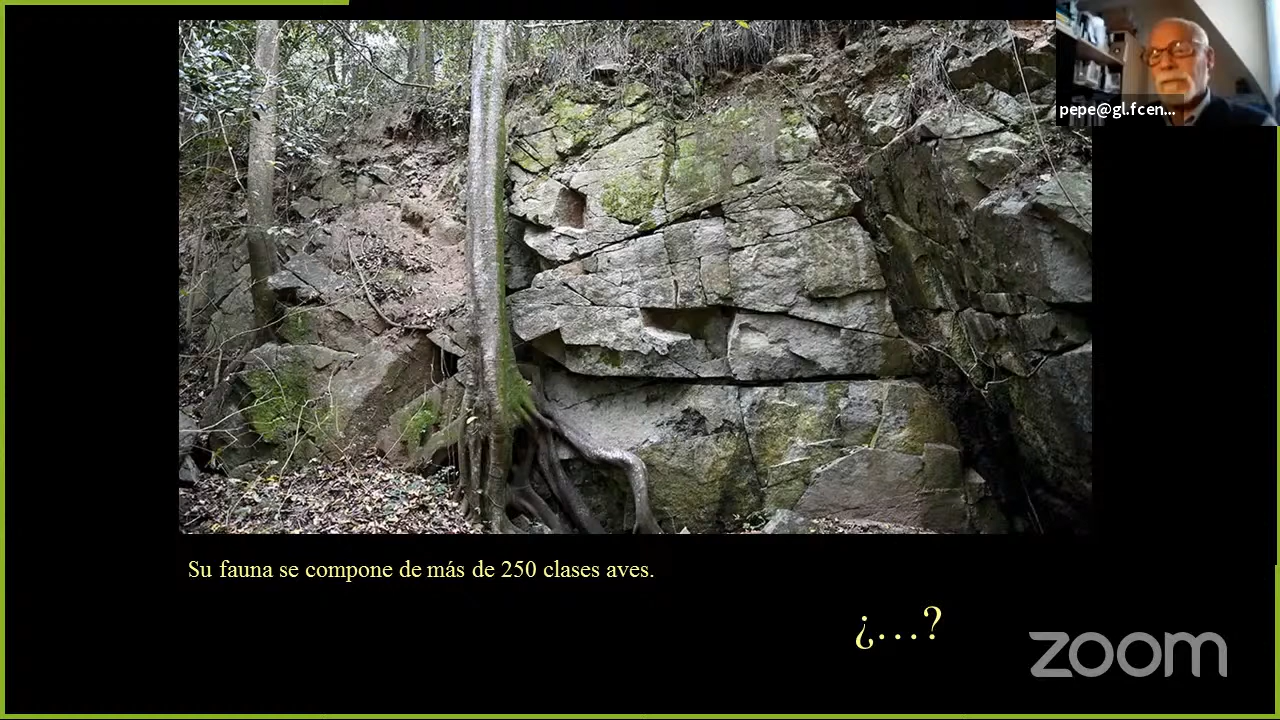 pepe@gl.fcen...
Su fauna se compone de más de 250 clases aves.
¿...?
zoom